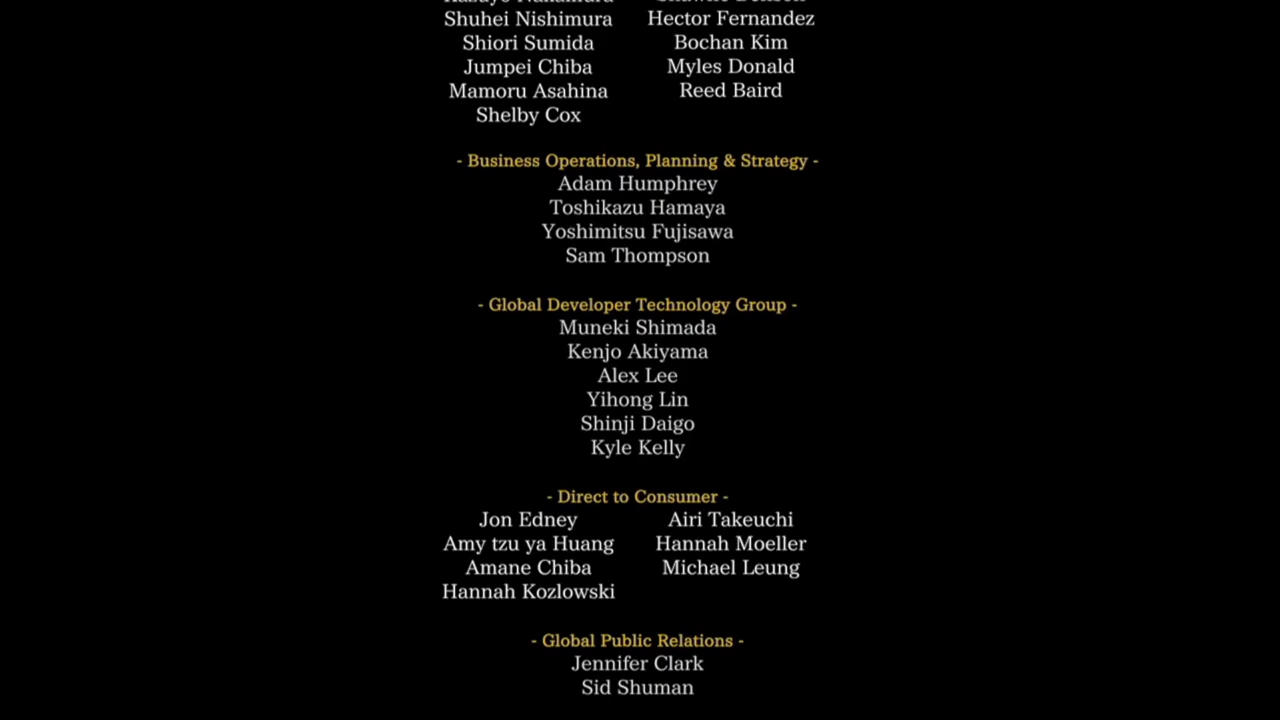 Shuhei Nishimura
Hector Fernandez
Shiori Sumida
Bochan Kim
Jumpei Chiba
Myles Donald
Mamoru Asahina
Reed Baird
Shelby Cox
- Business Operations, Planning & Strategy -
Adam Humphrey
Toshikazu Hamaya
Yoshimitsu Fujisawa
Sam Thompson
- Global Developer Technology Group -
Muneki Shimada
Kenjo Akiyama
Alex Lee
Yihong Lin
Shinji Daigo
Kyle Kelly
- Direct to Consumer -
Jon Edney
Airi Takeuchi
Amy tzu ya Huang
Hannah Moeller
Amane Chiba
Michael Leung
Hannah Kozlowski
- Global Public Relations -
Jennifer Clark
Sid Shuman